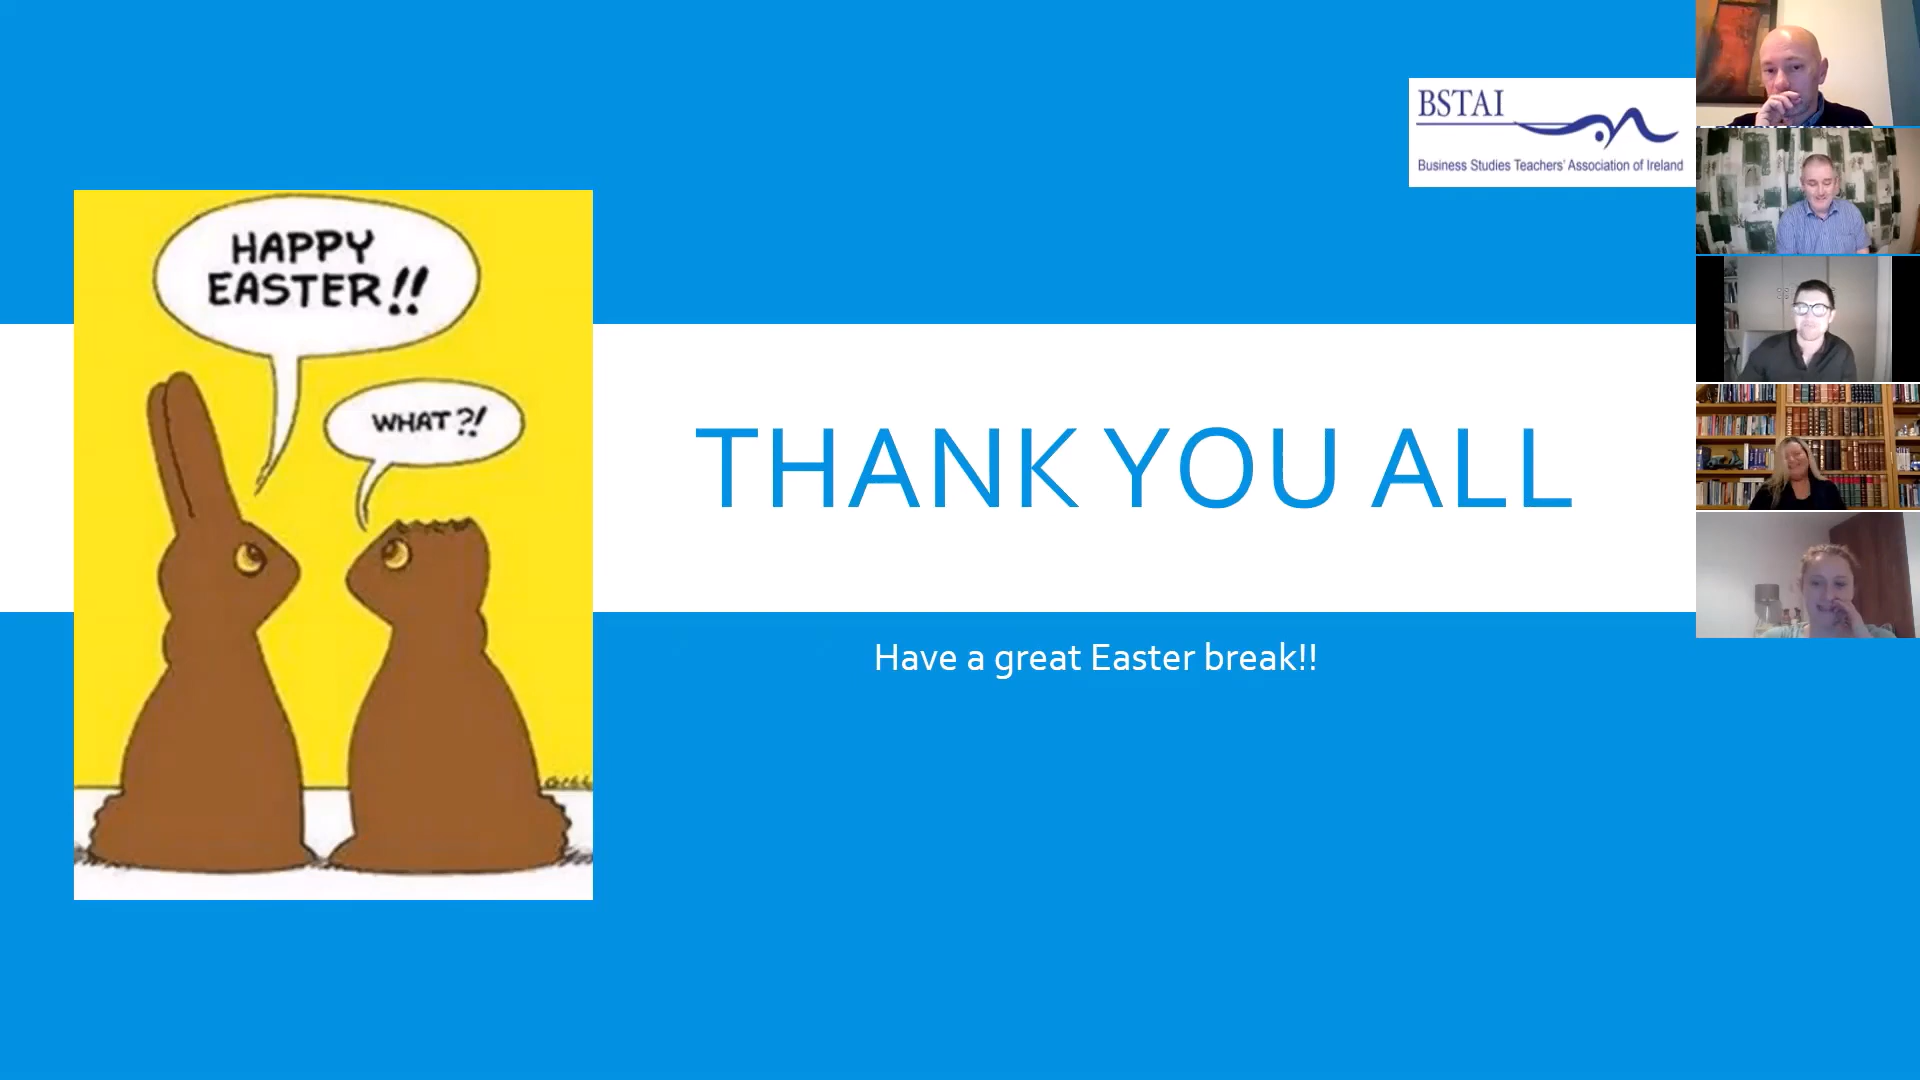 BSTAI
Business Studies Teachers' Association of Ireland
HAPPY
EASTER!!
WHAT?!
THANK YOU ALL
Have a great Easter break!!